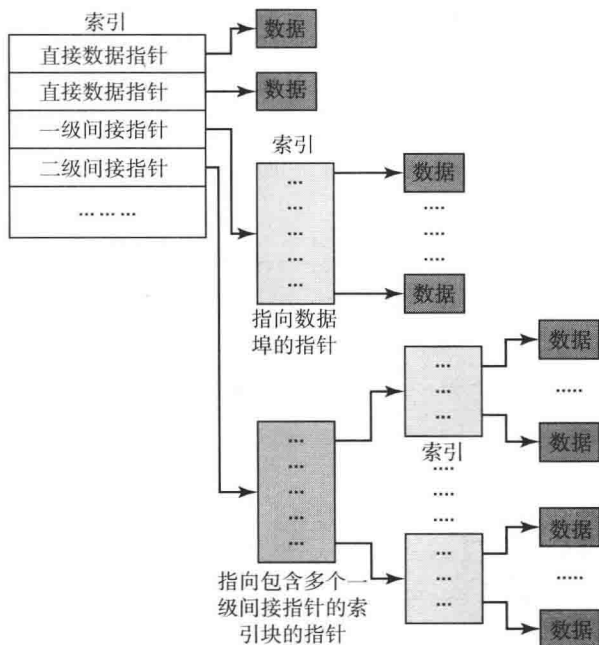 索引
直接数据指针
数据
直接数据指针
数据
一级间接指针
二级间接指针
………
索引
...
...
...
...
...
数据
....
....
....
数据
指向数据
埠的指针
...
...
...
索引
数据
.....
数据
....
....
....
...
...
...
...
...
指向包含多个一
级间接指针的索
引块的指针
...
...
...
数据
.....
数据